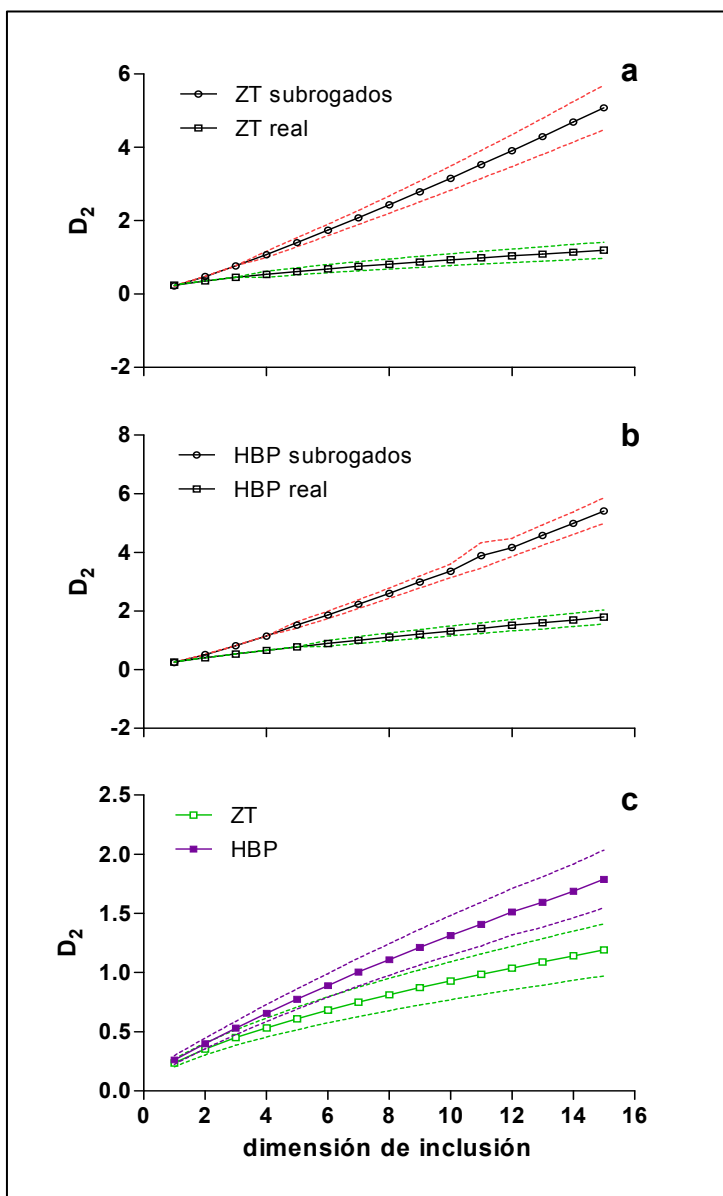 a
6
4
2
0
-2
D2
ZT subrogados
ZT real
b
8
6
4
2
0
-2
D2
HBP subrogados
HBP real
c
2.5
2.0
1.5
1.0
0.5
0.0
D2
ZT
HBP
0 2 4 6 8 10 12 14 16
dimensión de inclusión